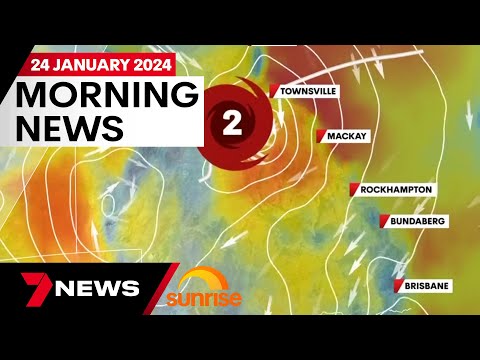 24 JANUARY 2024
MORNING
NEWS
2
TOWNSVILLE
MACKAY
ROCKHAMPTON
BUNDABERG
BRISBANE
7NEWS
sunrise